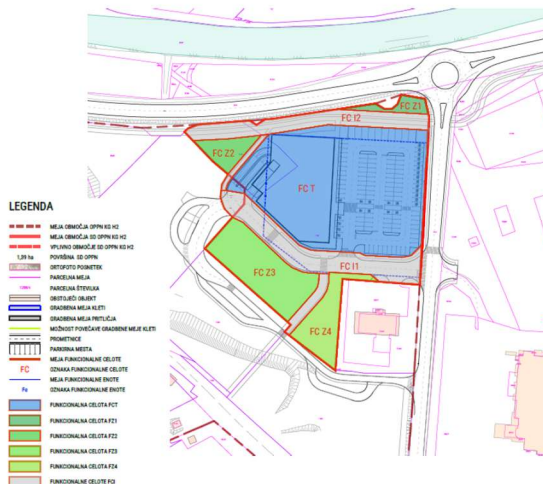 FC Z1
FC I2
FC Z2
FC T
FC I1
FC Z3
FC Z4
LEGENDA
MEJA OBMOČJA OPPN KG H2
MEJA OBMOČJA SD OPPN KG H2
VPLIVNO OBMOČJE SD OPPN KG H2
1,09 ha POVRŠINA SD OPPN
ORTOFOTO POSNETEK
PARCELNA MEJA
PARCELNA ŠTEVILKA
OBSTOJEČI OBJEKT
GRADBENA MEJA KLETI
GRADBENA MEJA PRITLIČJA
MOŽNOST POVEČAVE GRADBENE MEJE KLETI
PROMETNICE
PARKIRNA MESTA
MEJA FUNKCIONALNE CELOTE
FC OZNAKA FUNKCIONALNE CELOTE
MEJA FUNKCIONALNE ENOTE
Fe OZNAKA FUNKCIONALNE ENOTE
FUNKCIONALNA CELOTA FCT
FUNKCIONALNA CELOTA FZ1
FUNKCIONALNA CELOTA FZ2
FUNKCIONALNA CELOTA FZ3
FUNKCIONALNA CELOTA FZ4
FUNKCIONALNE CELOTE FCI